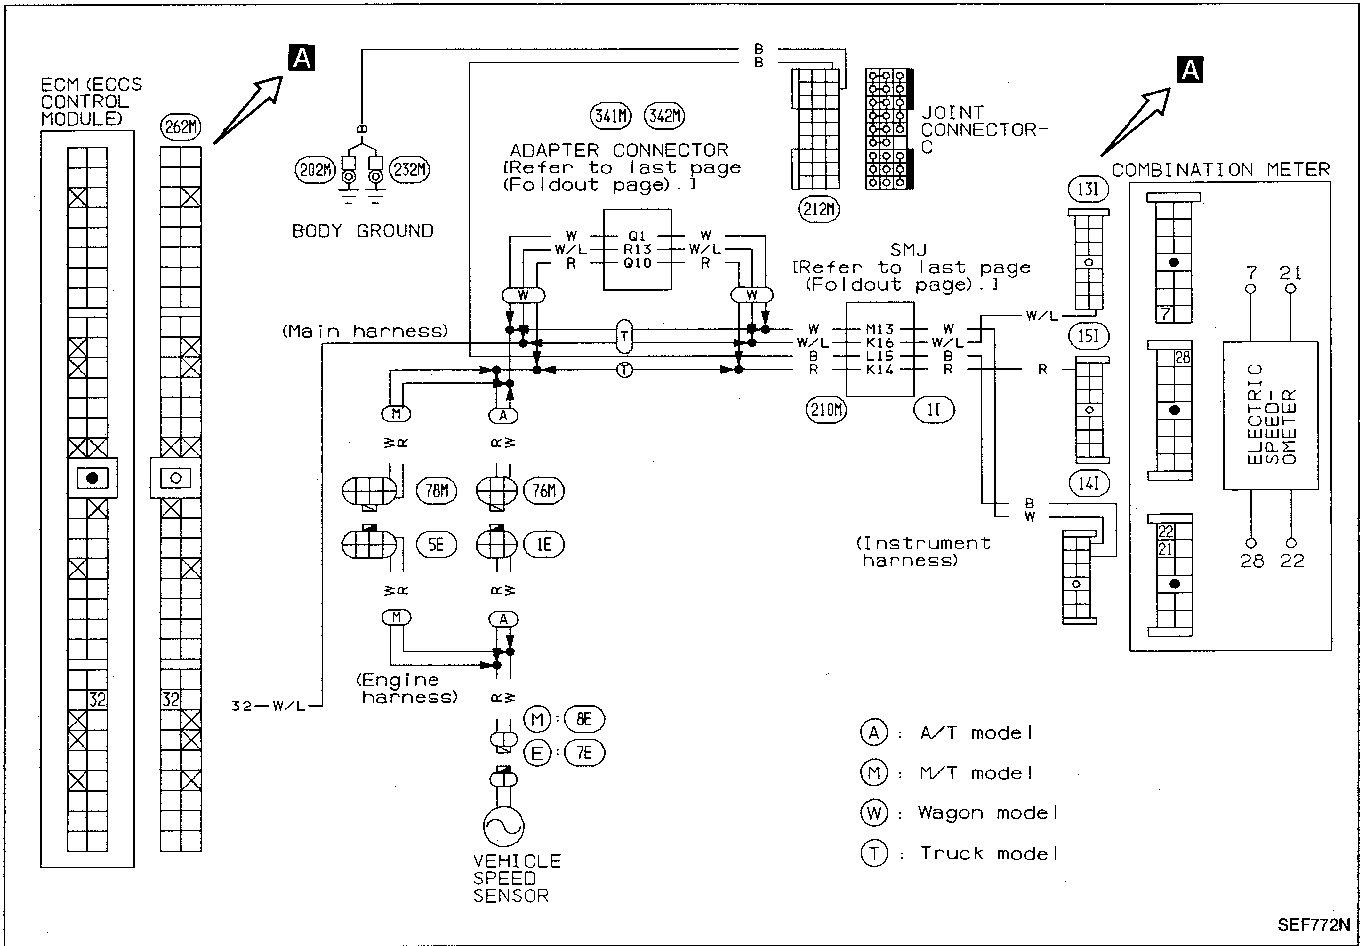 ECM (ECCS
CONTROL
MODULE)
262M
A
B
B
B
202M
232M
BODY GROUND
341M
342M
ADAPTER CONNECTOR
[Refer to last page
(Foldout page).]
212M
JOINT
CONNECTOR-
C
A
COMBINATION METER
13I
W
Q1
W
W/L
R13
W/L
R
Q10
R
W
W
SMJ
[Refer to last page
(Foldout page).]
7
21
7
(Main harness)
T
T
W
M13
W
W/L
K16
W/L
B
L15
B
R
K14
R
W/L
R
210M
1I
15I
28
ELECTRIC
SPEED-
OMETER
M
A
W
R
R
W
78M
76M
14I
B
W
5E
1E
(Instrument
harness)
22
21
28
22
W
R
R
W
M
A
(Engine
harness)
R
W
32
32
32-W/L
M : 8E
E : 7E
VEHICLE
SPEED
SENSOR
A : A/T model
M : M/T model
W : Wagon model
T : Truck model
SEF772N